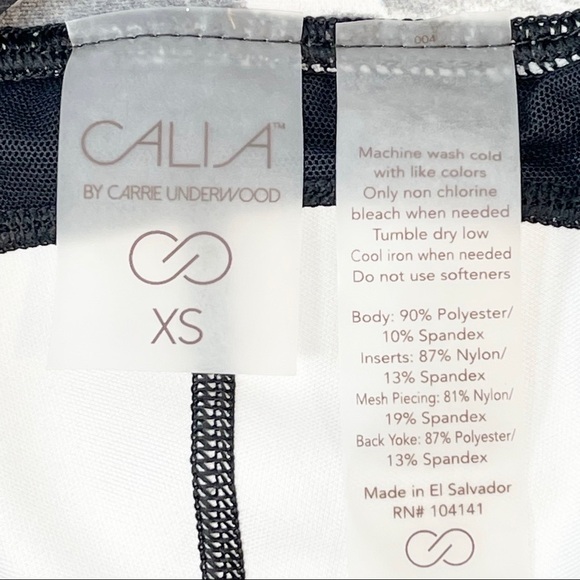 CALIA™
BY CARRIE UNDERWOOD
XS
004
Machine wash cold
with like colors
Only non chlorine
bleach when needed
Tumble dry low
Cool iron when needed
Do not use softeners
Body: 90% Polyester/
10% Spandex
Inserts: 87% Nylon/
13% Spandex
Mesh Piecing: 81% Nylon/
19% Spandex
Back Yoke: 87% Polyester/
13% Spandex
Made in El Salvador
RN# 104141